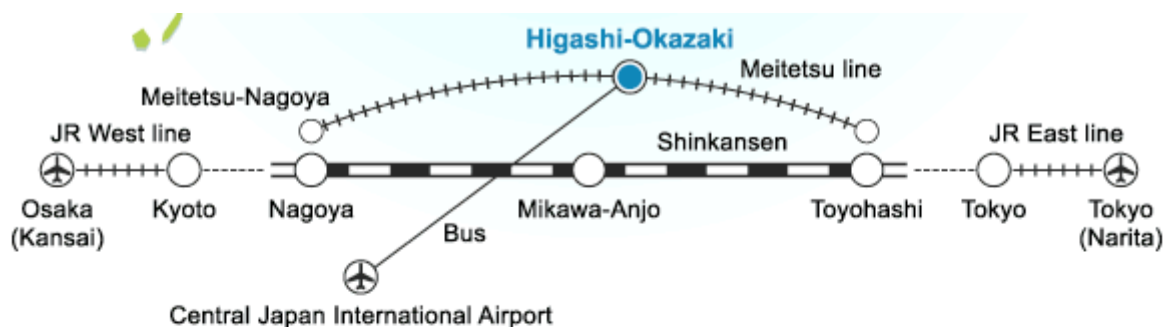 Higashi-Okazaki
Meitetsu line
Meitetsu-Nagoya
JR West line
Shinkansen
JR East line
Osaka
(Kansai)
Kyoto
Nagoya
Mikawa-Anjo
Toyohashi
Tokyo
Tokyo
(Narita)
Bus
Central Japan International Airport